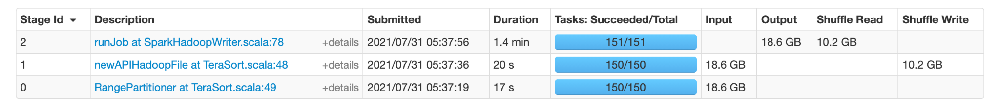 Stage Id Description Submitted Duration Tasks: Succeeded/Total Input Output Shuffle Read Shuffle Write
2 runJob at SparkHadoopWriter.scala:78 +details 2021/07/31 05:37:56 1.4 min 151/151 18.6 GB 10.2 GB
1 newAPIHadoopFile at TeraSort.scala:48 +details 2021/07/31 05:37:36 20 s 150/150 18.6 GB 10.2 GB
0 RangePartitioner at TeraSort.scala:49 +details 2021/07/31 05:37:19 17 s 150/150 18.6 GB